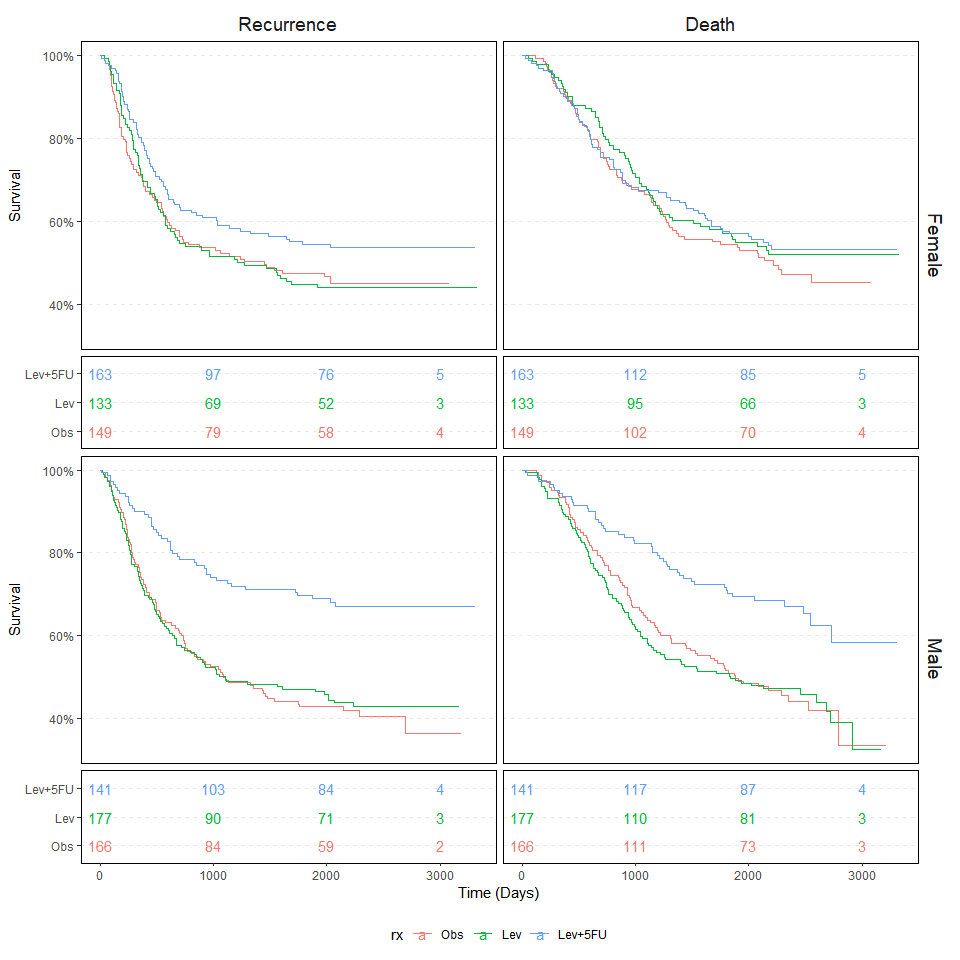 Recurrence Death
100%
80%
60%
40%
Survival
Female
Lev+5FU 163 97 76 5 163 112 85 5
Lev 133 69 52 3 133 95 66 3
Obs 149 79 58 4 149 102 70 4
100%
80%
60%
40%
Survival
Male
Lev+5FU 141 103 84 4 141 117 87 4
Lev 177 90 71 3 177 110 81 3
Obs 166 84 59 2 166 111 73 3
0 1000 2000 3000 0 1000 2000 3000
Time (Days)
rx a Obs a Lev a Lev+5FU